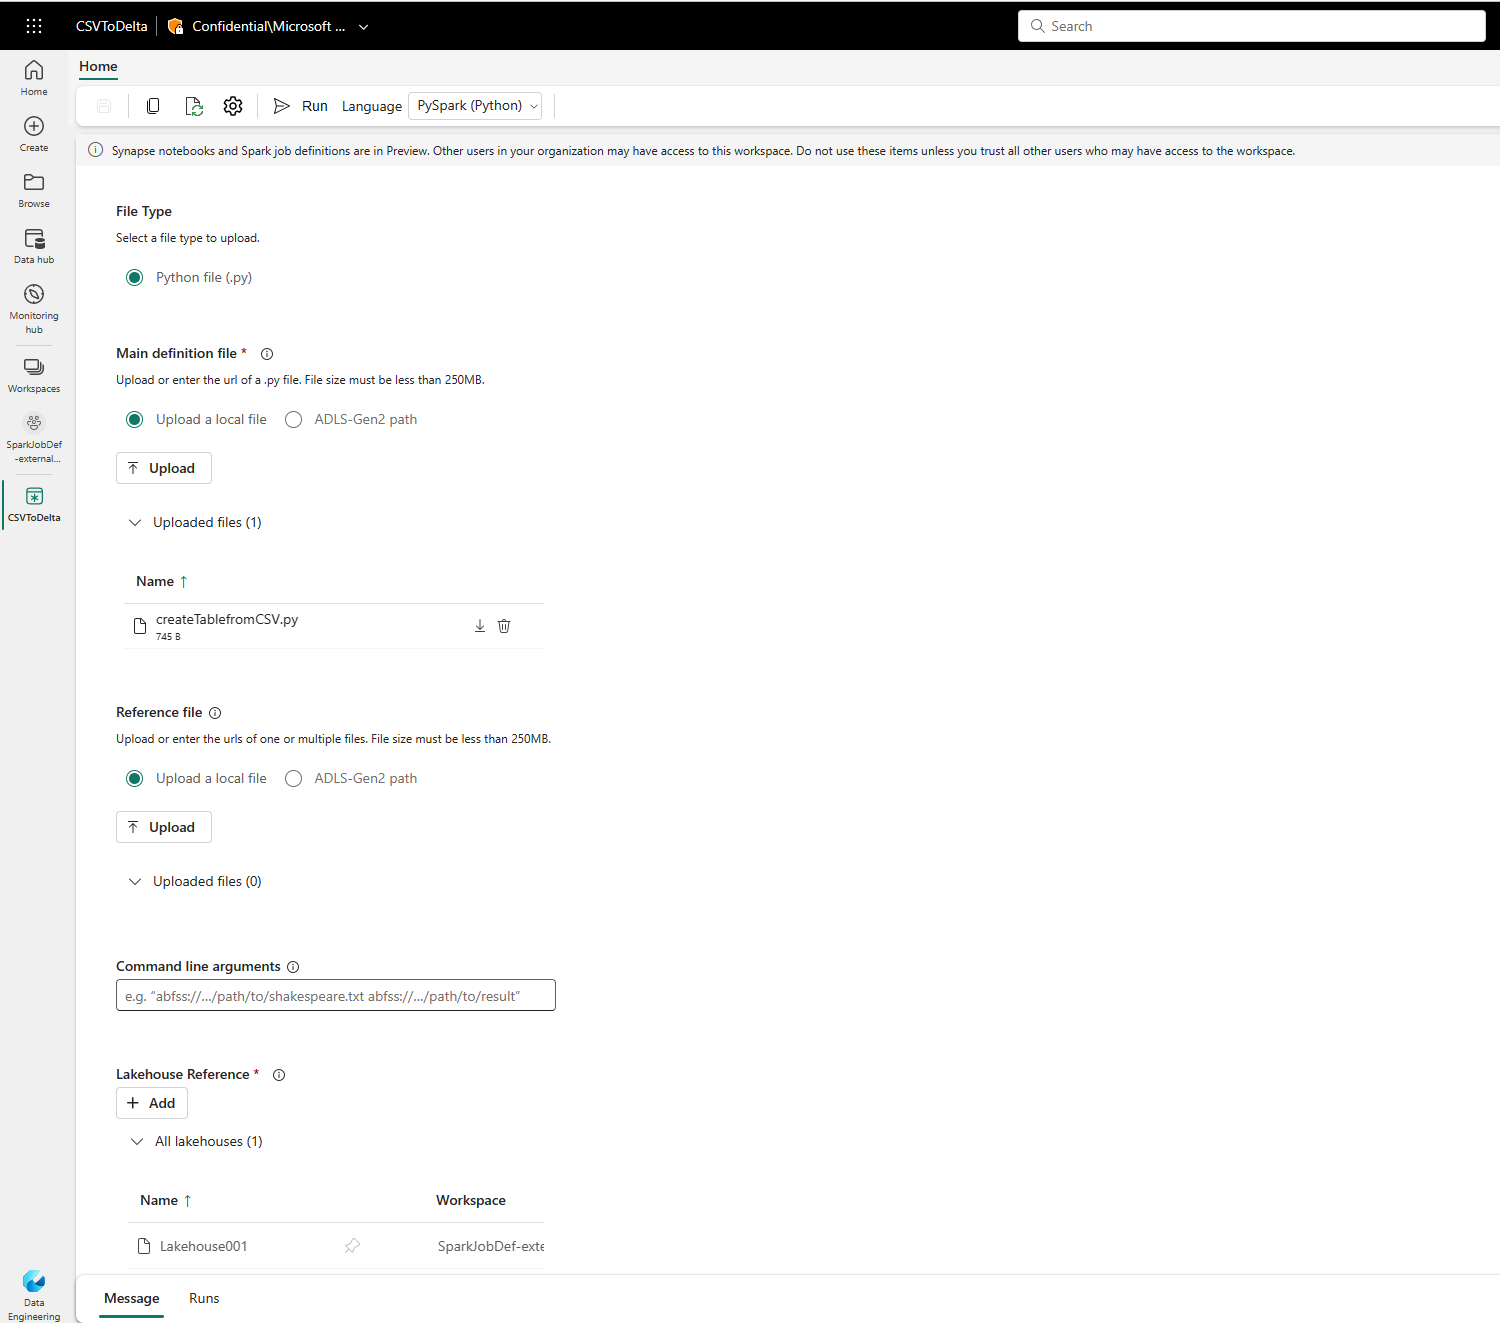 CSVToDelta
Confidential\Microsoft ...
Search
Home
Create
Browse
Data hub
Monitoring
hub
Workspaces
SparkJobDef
-external...
CSVToDelta
Data
Engineering
Home
Run
Language
PySpark (Python)
Synapse notebooks and Spark job definitions are in Preview. Other users in your organization may have access to this workspace. Do not use these items unless you trust all other users who may have access to the workspace.
File Type
Select a file type to upload.
Python file (.py)
Main definition file *
Upload or enter the url of a .py file. File size must be less than 250MB.
Upload a local file
ADLS-Gen2 path
Upload
Uploaded files (1)
Name ↑
createTablefromCSV.py
745 B
Reference file
Upload or enter the urls of one or multiple files. File size must be less than 250MB.
Upload a local file
ADLS-Gen2 path
Upload
Uploaded files (0)
Command line arguments
e.g. “abfss://.../path/to/shakespeare.txt abfss://.../path/to/result”
Lakehouse Reference *
+ Add
All lakehouses (1)
Name ↑
Workspace
Lakehouse001
SparkJobDef-exte
Message
Runs